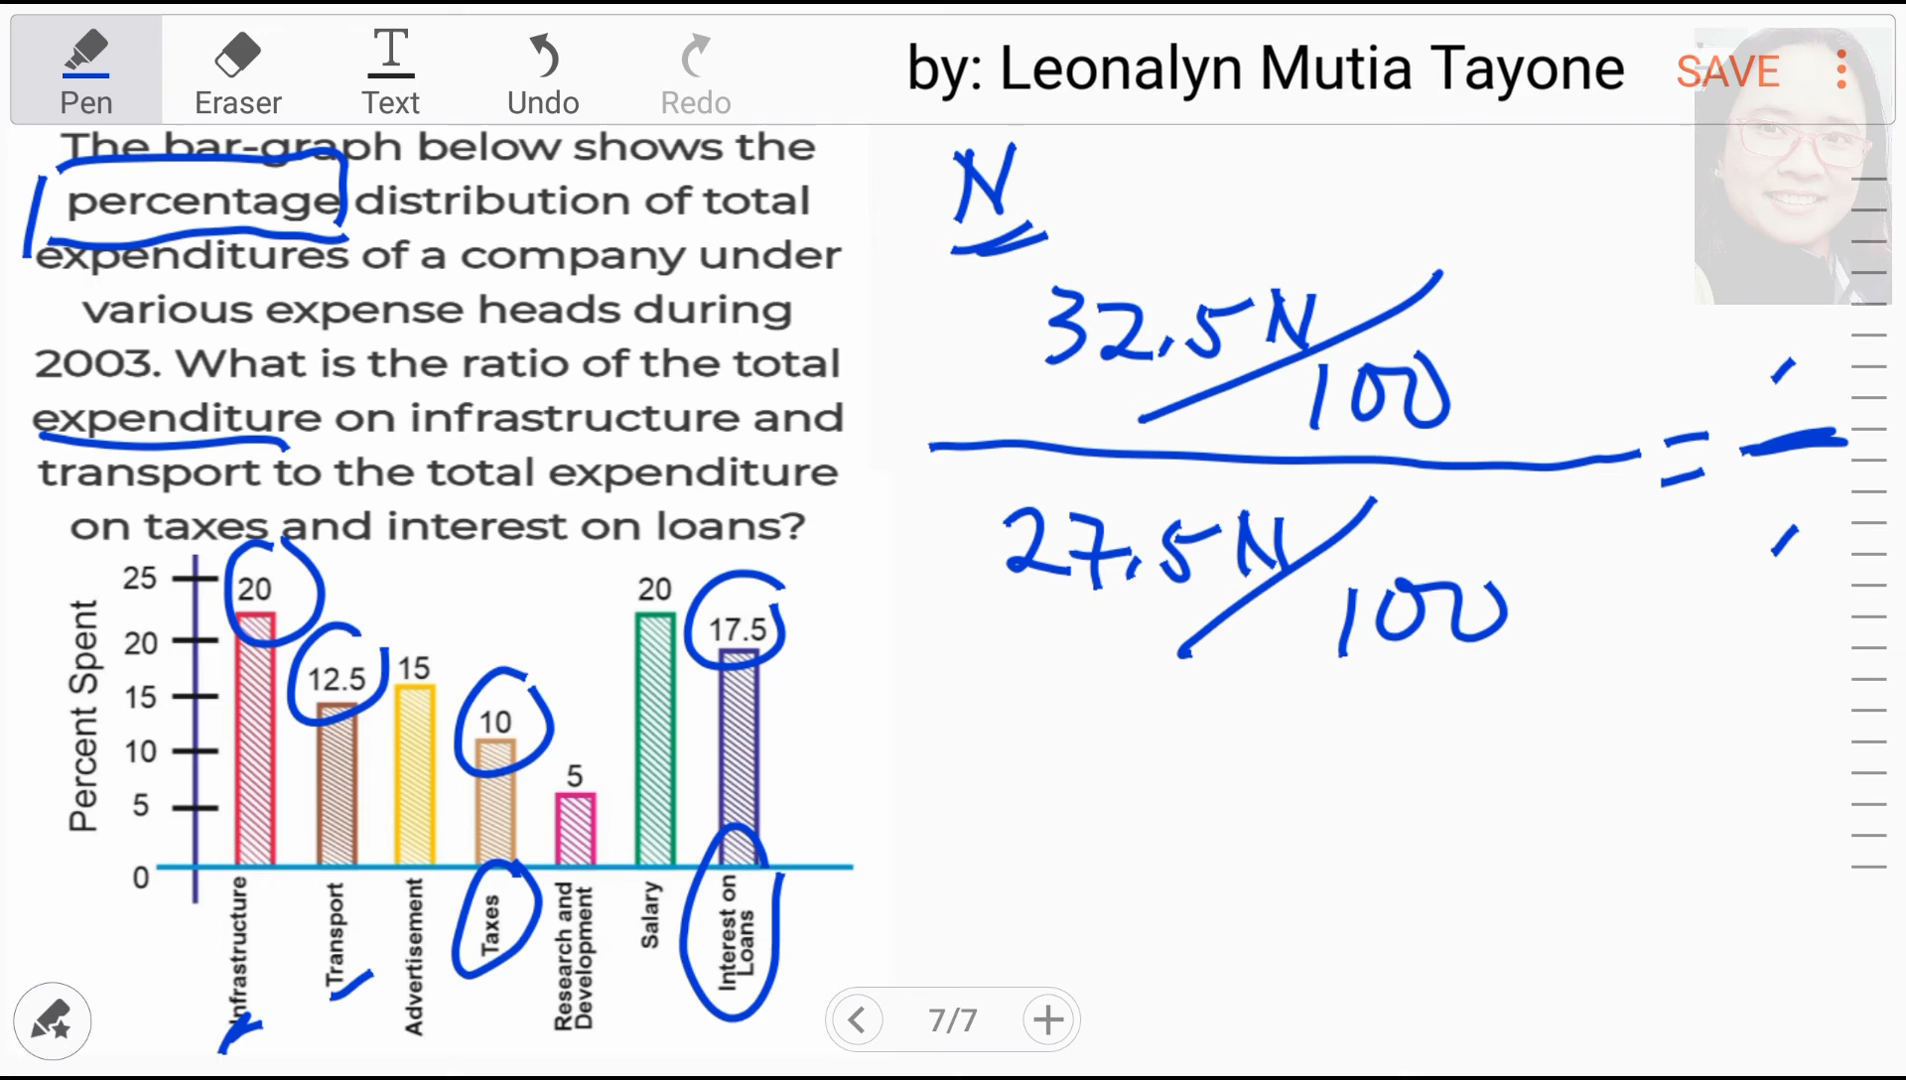 Pen
Eraser
T
Text
Undo
Redo
by: Leonalyn Mutia Tayone
SAVE
The bar-graph below shows the
percentage distribution of total
expenditures of a company under
various expense heads during
2003. What is the ratio of the total
expenditure on infrastructure and
transport to the total expenditure
on taxes and interest on loans?
N
32.5N/100
=
27.5N/100
Percent Spent
25
20
15
10
5
0
20
12.5
15
10
5
20
17.5
Infrastructure
Transport
Advertisement
Taxes
Research and
Development
Salary
Interest on
Loans
7/7